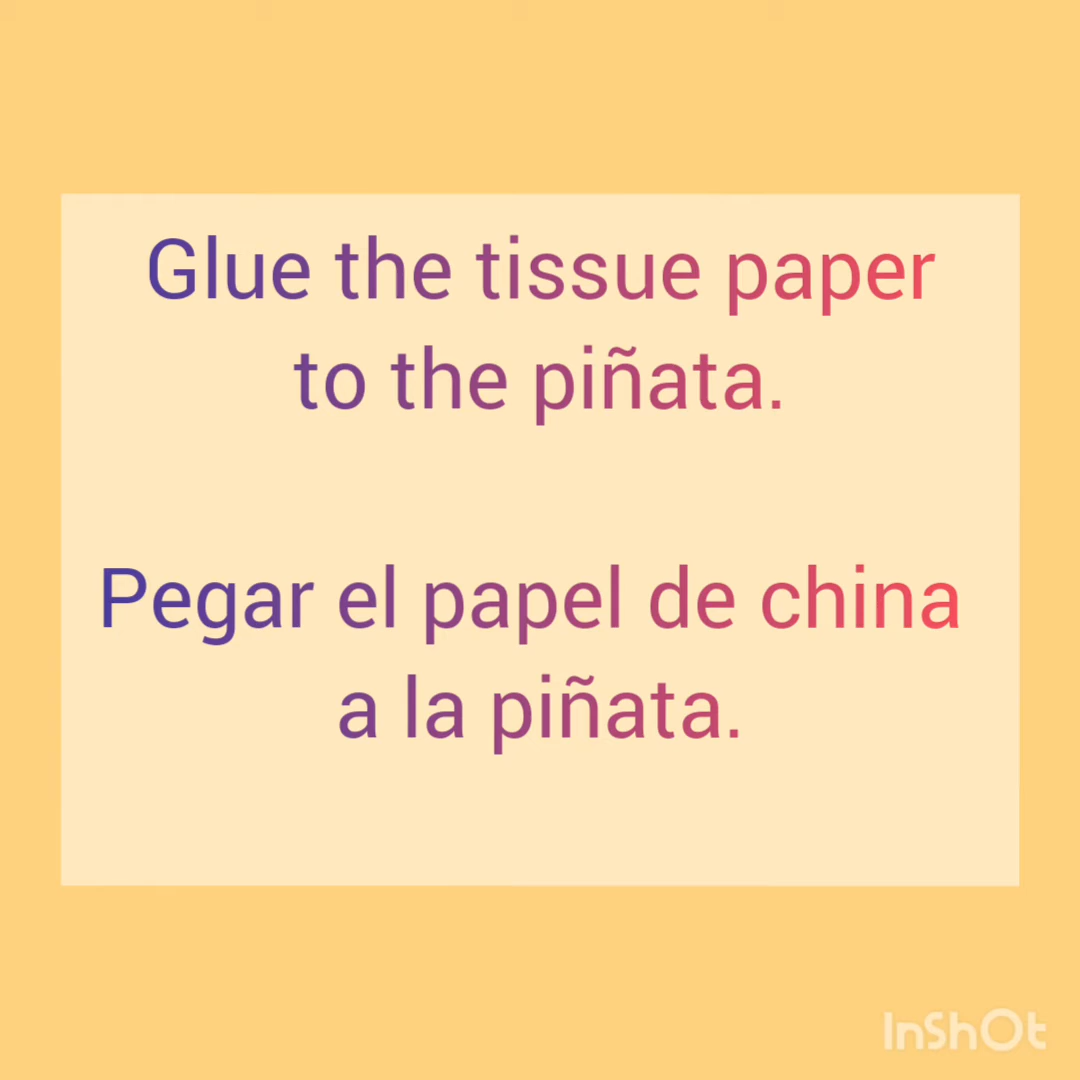 Glue the tissue paper
to the piñata.
Pegar el papel de china
a la piñata.
InShOt